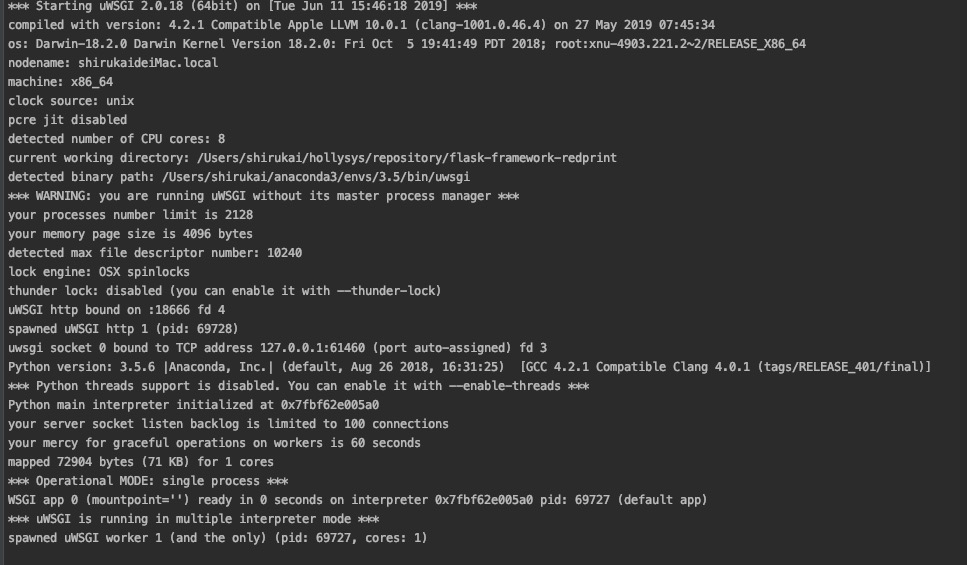 *** Starting uWSGI 2.0.18 (64bit) on [Tue Jun 11 15:46:18 2019] ***
compiled with version: 4.2.1 Compatible Apple LLVM 10.0.1 (clang-1001.0.46.4) on 27 May 2019 07:45:34
os: Darwin-18.2.0 Darwin Kernel Version 18.2.0: Fri Oct  5 19:41:49 PDT 2018; root:xnu-4903.221.2~2/RELEASE_X86_64
nodename: shirukaideiMac.local
machine: x86_64
clock source: unix
pcre jit disabled
detected number of CPU cores: 8
current working directory: /Users/shirukai/hollysys/repository/flask-framework-redprint
detected binary path: /Users/shirukai/anaconda3/envs/3.5/bin/uwsgi
*** WARNING: you are running uWSGI without its master process manager ***
your processes number limit is 2128
your memory page size is 4096 bytes
detected max file descriptor number: 10240
lock engine: OSX spinlocks
thunder lock: disabled (you can enable it with --thunder-lock)
uWSGI http bound on :18666 fd 4
spawned uWSGI http 1 (pid: 69728)
uwsgi socket 0 bound to TCP address 127.0.0.1:61460 (port auto-assigned) fd 3
Python version: 3.5.6 |Anaconda, Inc.| (default, Aug 26 2018, 16:31:25)  [GCC 4.2.1 Compatible Clang 4.0.1 (tags/RELEASE_401/final)]
*** Python threads support is disabled. You can enable it with --enable-threads ***
Python main interpreter initialized at 0x7fbf62e005a0
your server socket listen backlog is limited to 100 connections
your mercy for graceful operations on workers is 60 seconds
mapped 72904 bytes (71 KB) for 1 cores
*** Operational MODE: single process ***
WSGI app 0 (mountpoint='') ready in 0 seconds on interpreter 0x7fbf62e005a0 pid: 69727 (default app)
*** uWSGI is running in multiple interpreter mode ***
spawned uWSGI worker 1 (and the only) (pid: 69727, cores: 1)